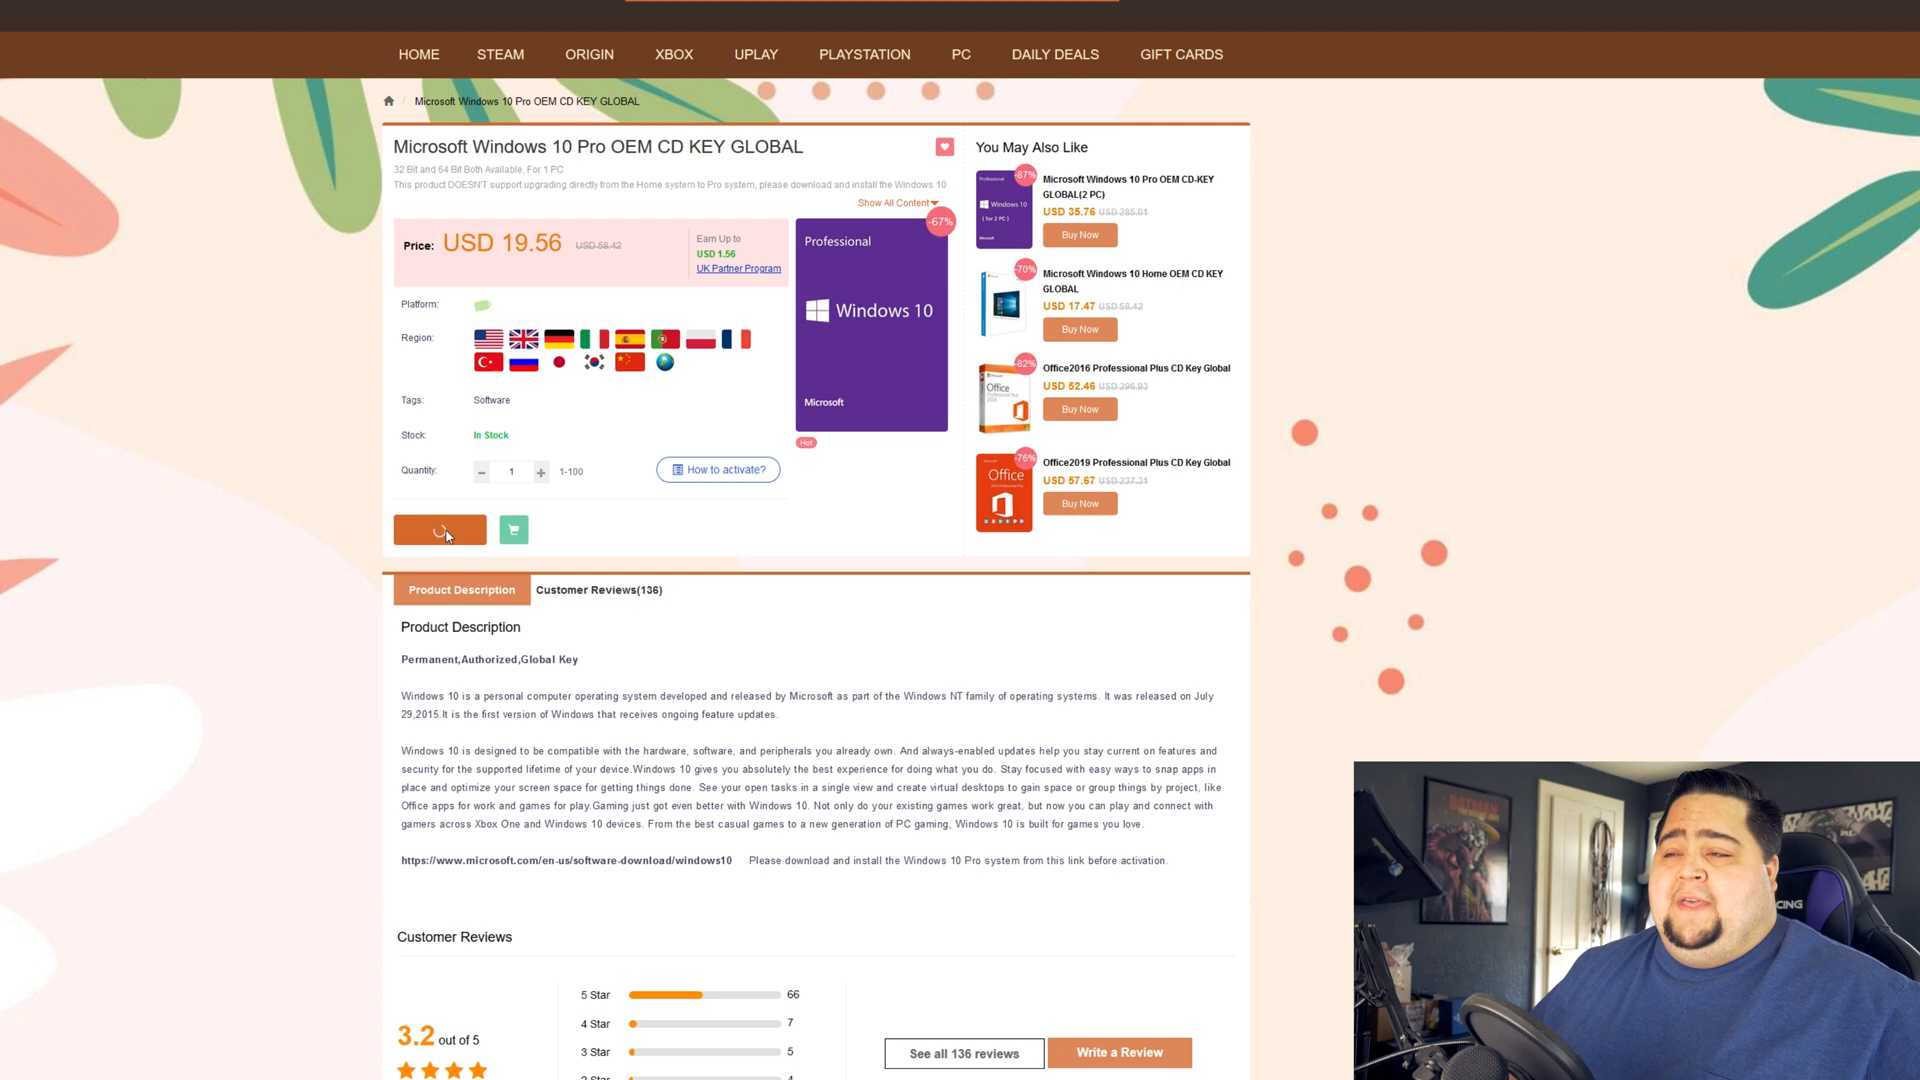 HOME STEAM ORIGIN XBOX UPLAY PLAYSTATION PC DAILY DEALS GIFT CARDS
/ Microsoft Windows 10 Pro OEM CD KEY GLOBAL
Microsoft Windows 10 Pro OEM CD KEY GLOBAL
32 Bit and 64 Bit Both Available, For 1 PC
This product DOESN'T support upgrading directly from the Home system to Pro system, please download and install the Windows 10
Show All Content
Price: USD 19.56 USD 58.42
Earn Up to
USD 1.56
UK Partner Program
Platform:
Region:
Tags: Software
Stock: In Stock
Quantity: − 1 + 1-100
How to activate?
-67%
Professional
Windows 10
Microsoft
Hot
You May Also Like
Professional
Windows 10
( for 2 PC )
Microsoft
-87%
Microsoft Windows 10 Pro OEM CD-KEY
GLOBAL(2 PC)
USD 35.76 USD 285.01
Buy Now
-70%
Microsoft Windows 10 Home OEM CD KEY
GLOBAL
USD 17.47 USD 58.42
Buy Now
Office
-82%
Office2016 Professional Plus CD Key Global
USD 52.46 USD 296.93
Buy Now
Office
-76%
Office2019 Professional Plus CD Key Global
USD 57.67 USD 237.31
Buy Now
Product Description Customer Reviews(136)
Product Description
Permanent,Authorized,Global Key
Windows 10 is a personal computer operating system developed and released by Microsoft as part of the Windows NT family of operating systems. It was released on July
29,2015.It is the first version of Windows that receives ongoing feature updates.
Windows 10 is designed to be compatible with the hardware, software, and peripherals you already own. And always-enabled updates help you stay current on features and
security for the supported lifetime of your device.Windows 10 gives you absolutely the best experience for doing what you do. Stay focused with easy ways to snap apps in
place and optimize your screen space for getting things done. See your open tasks in a single view and create virtual desktops to gain space or group things by project, like
Office apps for work and games for play.Gaming just got even better with Windows 10. Not only do your existing games work great, but now you can play and connect with
gamers across Xbox One and Windows 10 devices. From the best casual games to a new generation of PC gaming, Windows 10 is built for games you love.
https://www.microsoft.com/en-us/software-download/windows10 Please download and install the Windows 10 Pro system from this link before activation.
Customer Reviews
3.2 out of 5
5 Star 66
4 Star 7
3 Star 5
2 Star 4
See all 136 reviews
Write a Review
BATMAN
CING